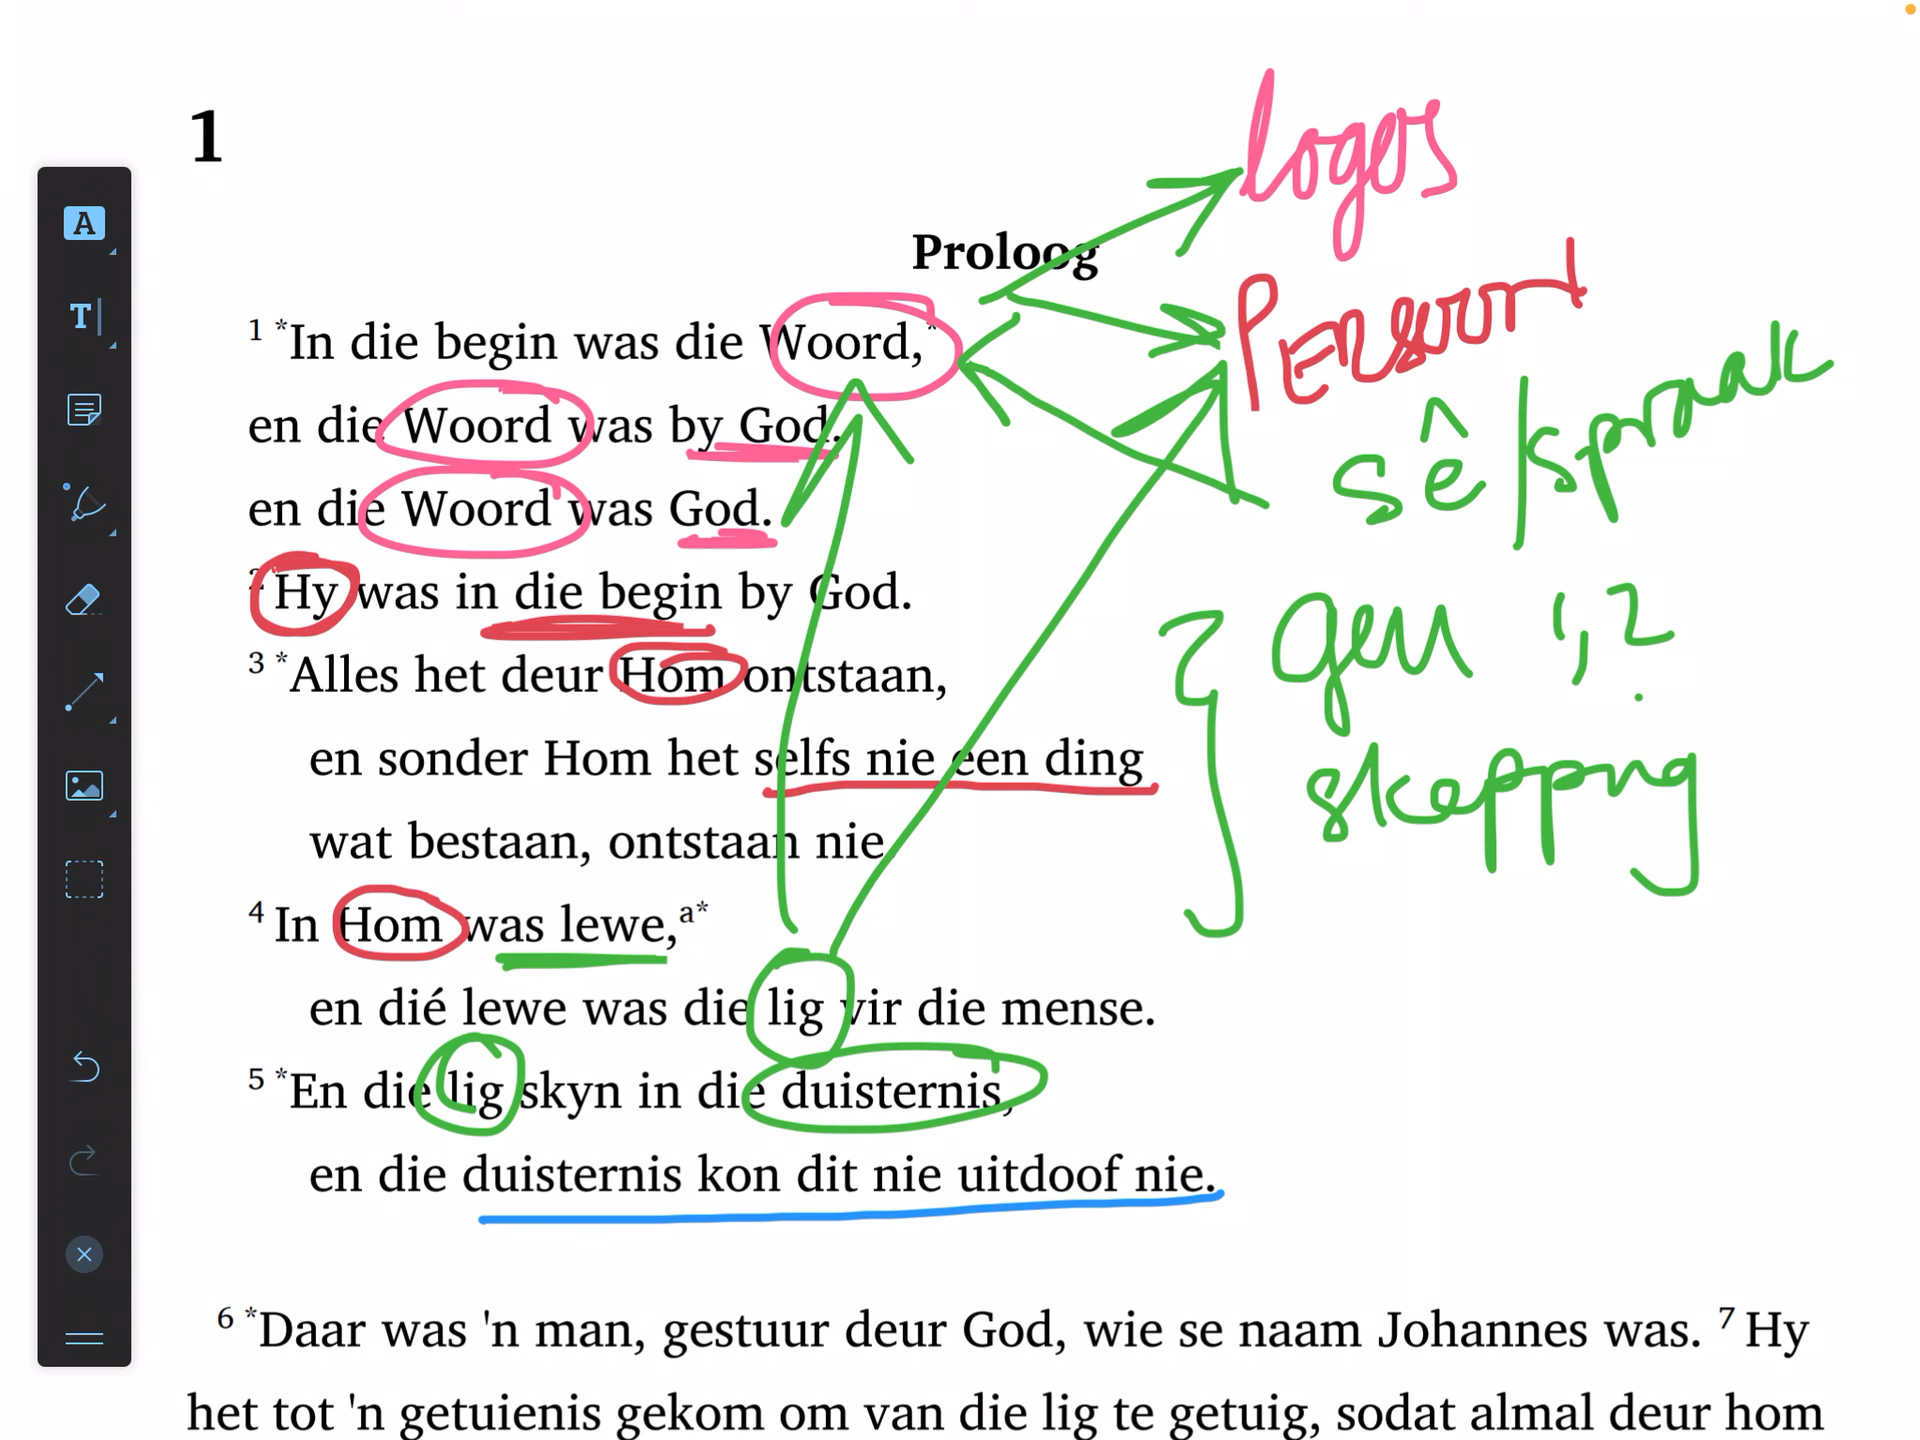 1
logos
Proloog
PERSOON
1 *In die begin was die Woord,*
sê/spraak
en die Woord was by God.
en die Woord was God.
2 Hy was in die begin by God.
gen 1,2
3 *Alles het deur Hom ontstaan,
en sonder Hom het selfs nie een ding
skepping
wat bestaan, ontstaan nie.
4 In Hom was lewe,a*
en dié lewe was die lig vir die mense.
5 *En die lig skyn in die duisternis,
en die duisternis kon dit nie uitdoof nie.
6 *Daar was 'n man, gestuur deur God, wie se naam Johannes was. 7 Hy
het tot 'n getuienis gekom om van die lig te getuig, sodat almal deur hom
A
T